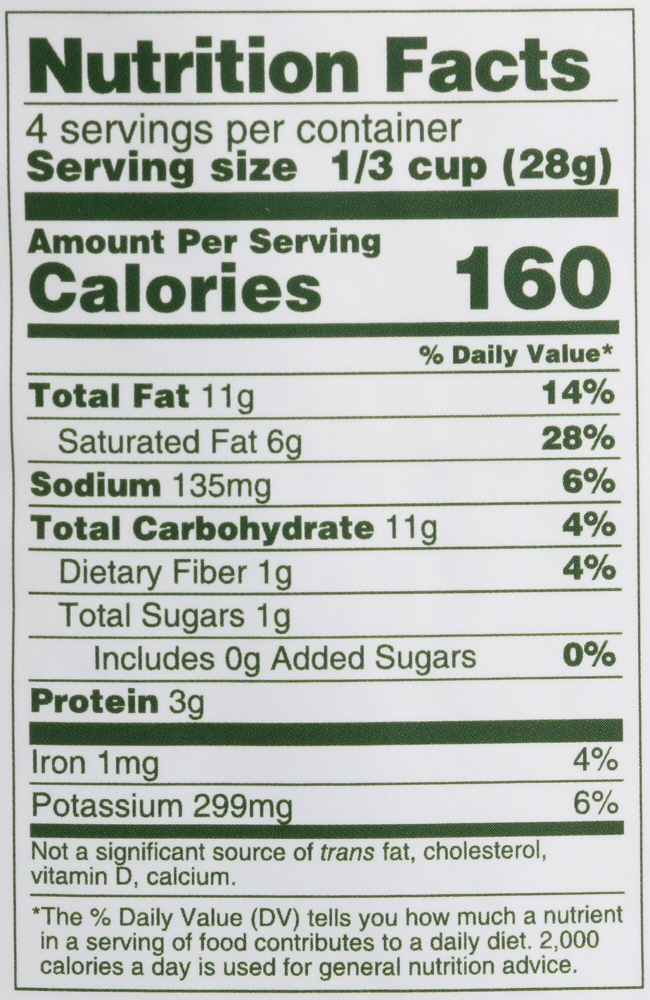 Nutrition Facts
4 servings per container
Serving size 1/3 cup (28g)
Amount Per Serving
Calories 160
% Daily Value*
Total Fat 11g 14%
Saturated Fat 6g 28%
Sodium 135mg 6%
Total Carbohydrate 11g 4%
Dietary Fiber 1g 4%
Total Sugars 1g
Includes 0g Added Sugars 0%
Protein 3g
Iron 1mg 4%
Potassium 299mg 6%
Not a significant source of trans fat, cholesterol,
vitamin D, calcium.
*The % Daily Value (DV) tells you how much a nutrient
in a serving of food contributes to a daily diet. 2,000
calories a day is used for general nutrition advice.